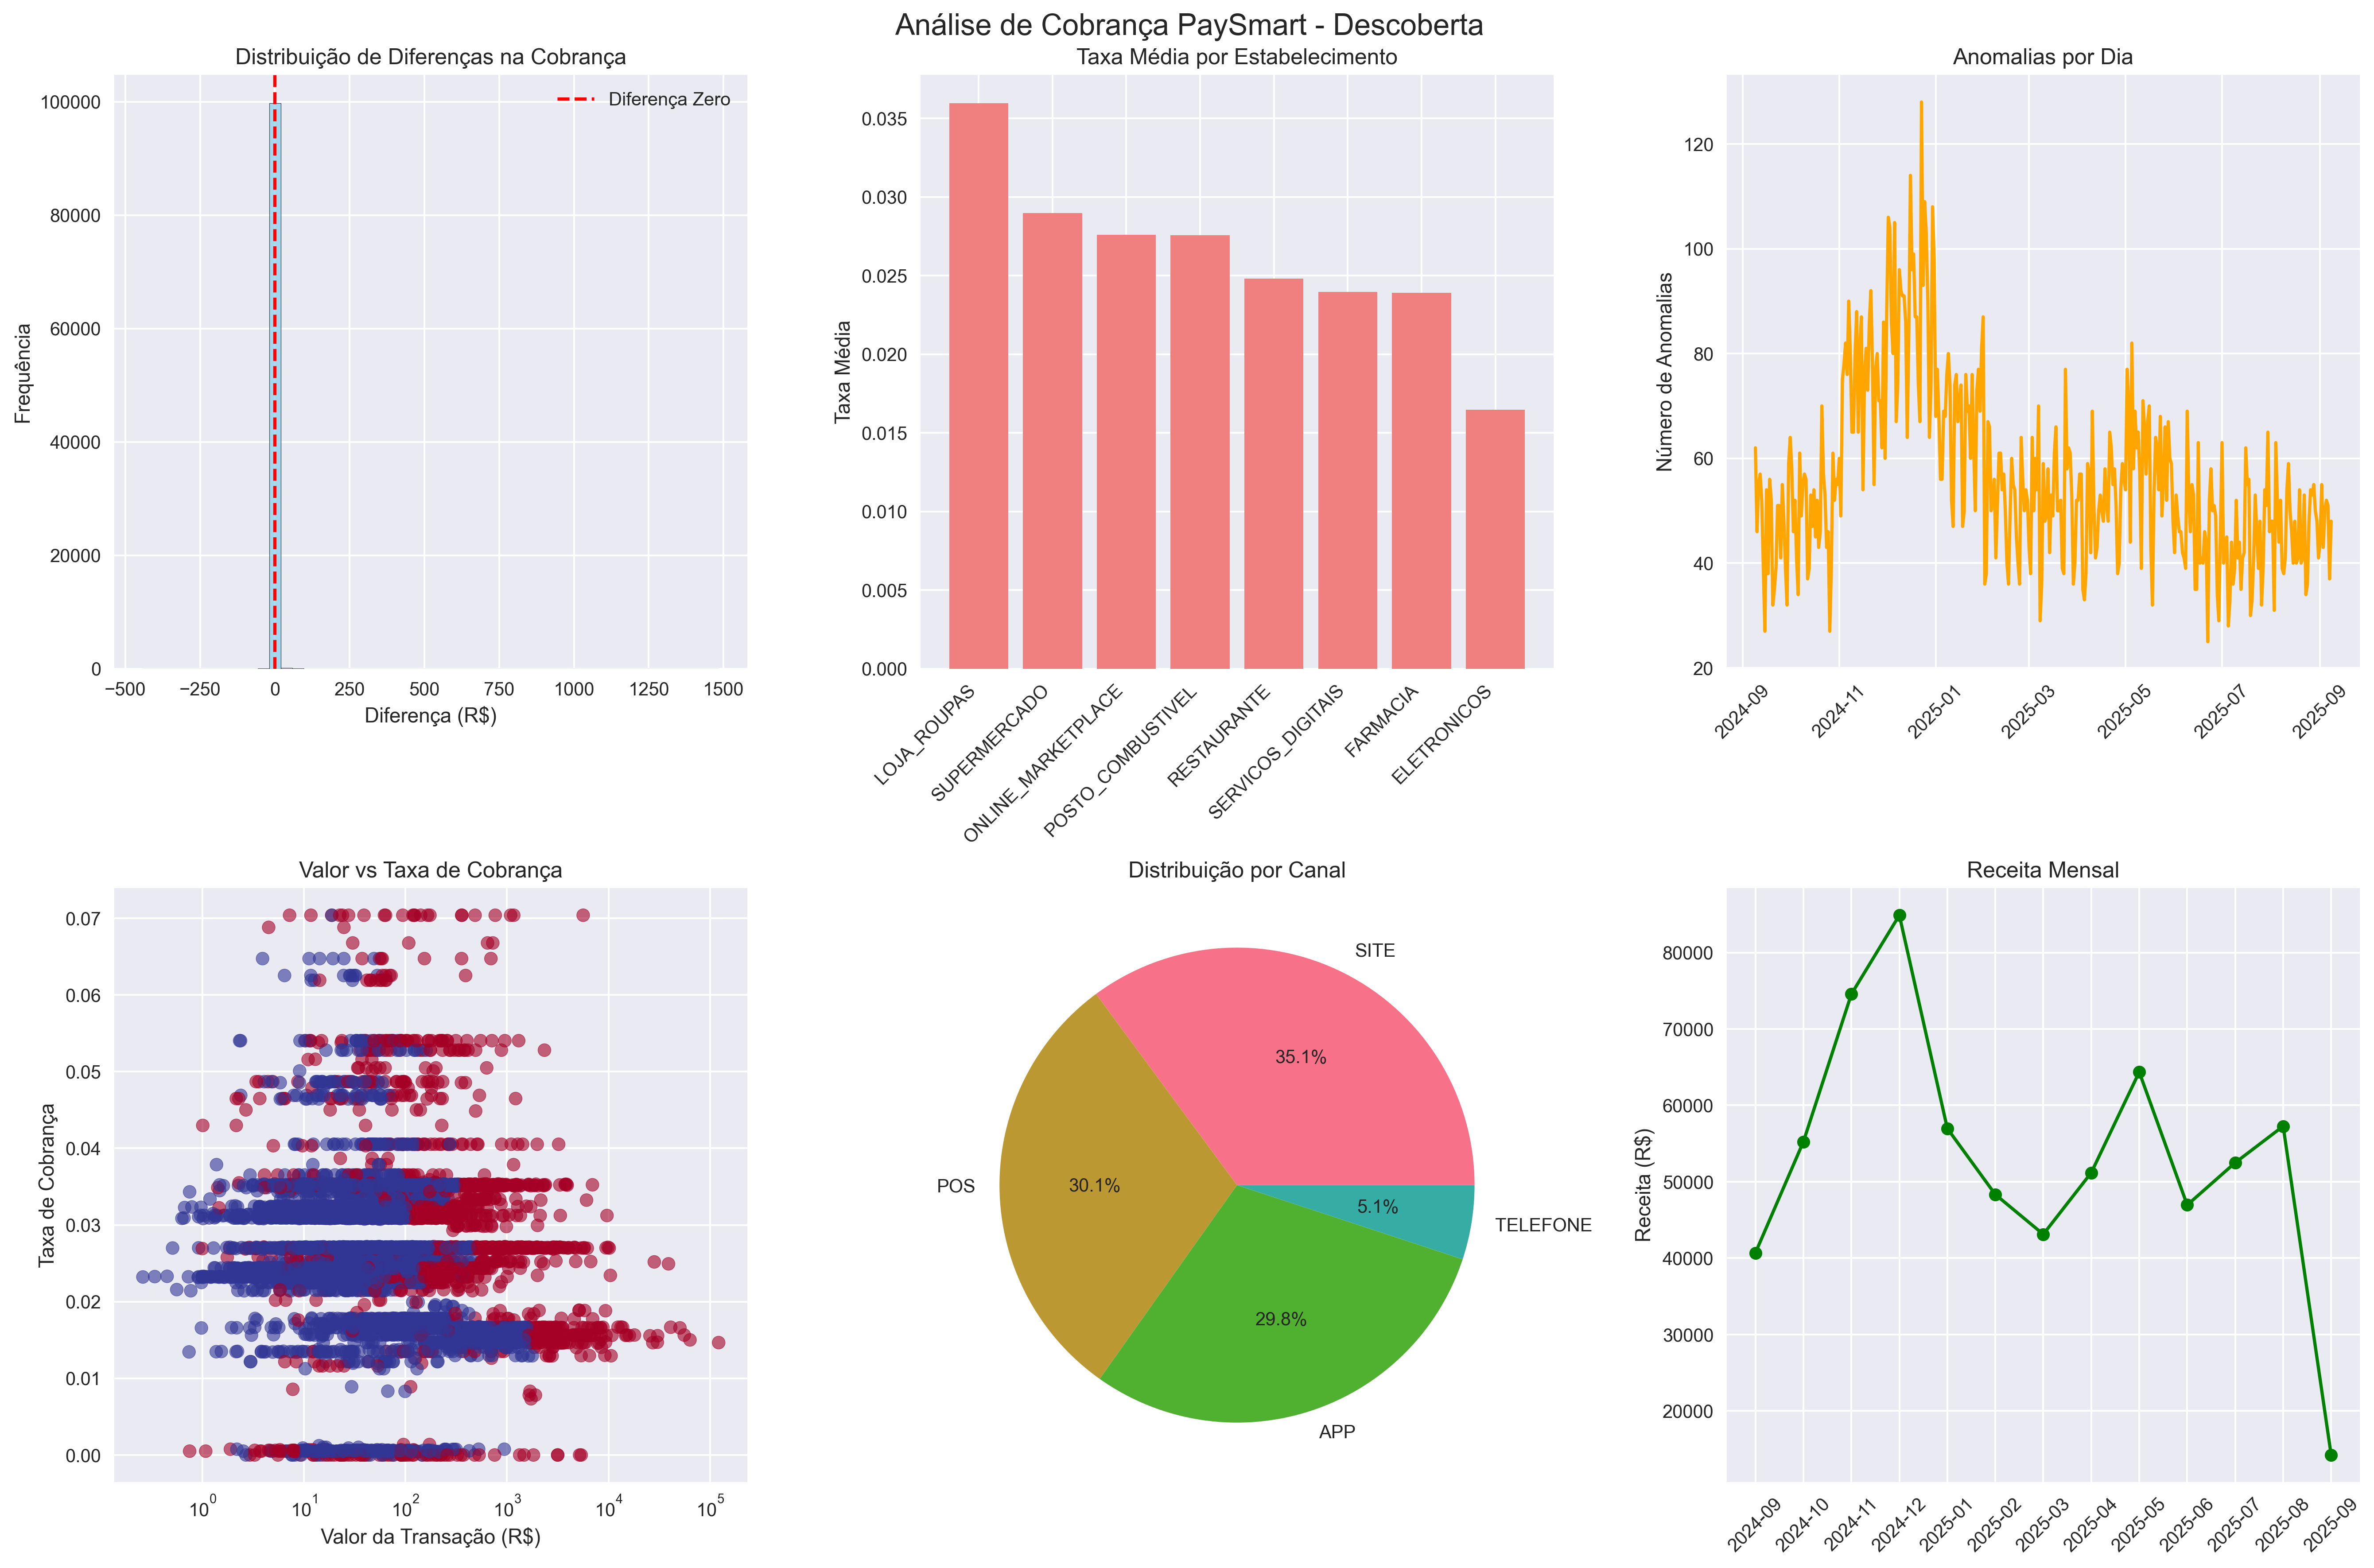 Análise de Cobrança PaySmart - Descoberta
Distribuição de Diferenças na Cobrança
Frequência
100000
80000
60000
40000
20000
0
Diferença Zero
−500 −250 0 250 500 750 1000 1250 1500
Diferença (R$)
Taxa Média por Estabelecimento
Taxa Média
0.035
0.030
0.025
0.020
0.015
0.010
0.005
0.000
LOJA_ROUPAS
SUPERMERCADO
ONLINE_MARKETPLACE
POSTO_COMBUSTIVEL
RESTAURANTE
SERVICOS_DIGITAIS
FARMACIA
ELETRONICOS
Anomalias por Dia
Número de Anomalias
120
100
80
60
40
20
2024-09
2024-11
2025-01
2025-03
2025-05
2025-07
2025-09
Valor vs Taxa de Cobrança
Taxa de Cobrança
0.07
0.06
0.05
0.04
0.03
0.02
0.01
0.00
10⁰ 10¹ 10² 10³ 10⁴ 10⁵
Valor da Transação (R$)
Distribuição por Canal
SITE
35.1%
POS
30.1%
5.1%
TELEFONE
29.8%
APP
Receita Mensal
Receita (R$)
80000
70000
60000
50000
40000
30000
20000
2024-09
2024-10
2024-11
2024-12
2025-01
2025-02
2025-03
2025-04
2025-05
2025-06
2025-07
2025-08
2025-09